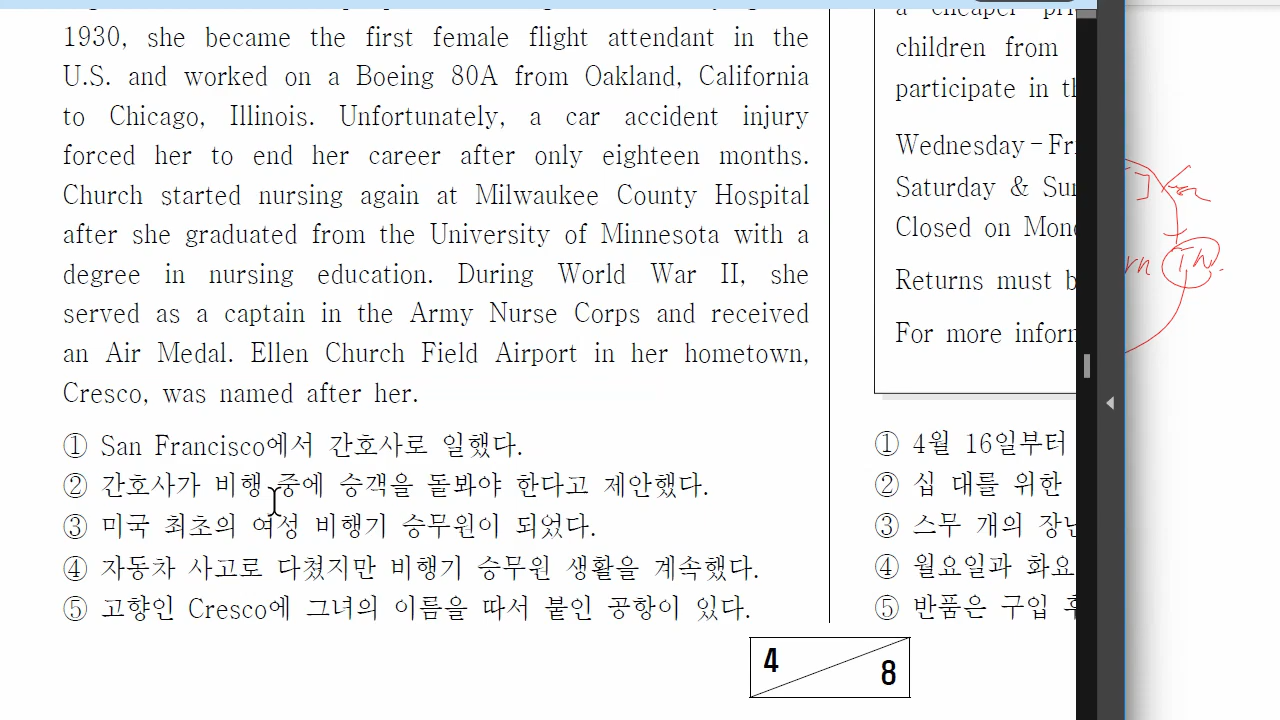 1930, she became the first female flight attendant in the
U.S. and worked on a Boeing 80A from Oakland, California
to Chicago, Illinois. Unfortunately, a car accident injury
forced her to end her career after only eighteen months.
Church started nursing again at Milwaukee County Hospital
after she graduated from the University of Minnesota with a
degree in nursing education. During World War II, she
served as a captain in the Army Nurse Corps and received
an Air Medal. Ellen Church Field Airport in her hometown,
Cresco, was named after her.
① San Francisco에서 간호사로 일했다.
② 간호사가 비행 중에 승객을 돌봐야 한다고 제안했다.
③ 미국 최초의 여성 비행기 승무원이 되었다.
④ 자동차 사고로 다쳤지만 비행기 승무원 생활을 계속했다.
⑤ 고향인 Cresco에 그녀의 이름을 따서 붙인 공항이 있다.
4 8
a cheaper
children from
participate in
Wednesday-
Saturday &
Closed on
Returns must
For more
① 4월 16일부터
② 십 대를 위한
③ 스무 개의
④ 월요일과
⑤ 반품은 구입